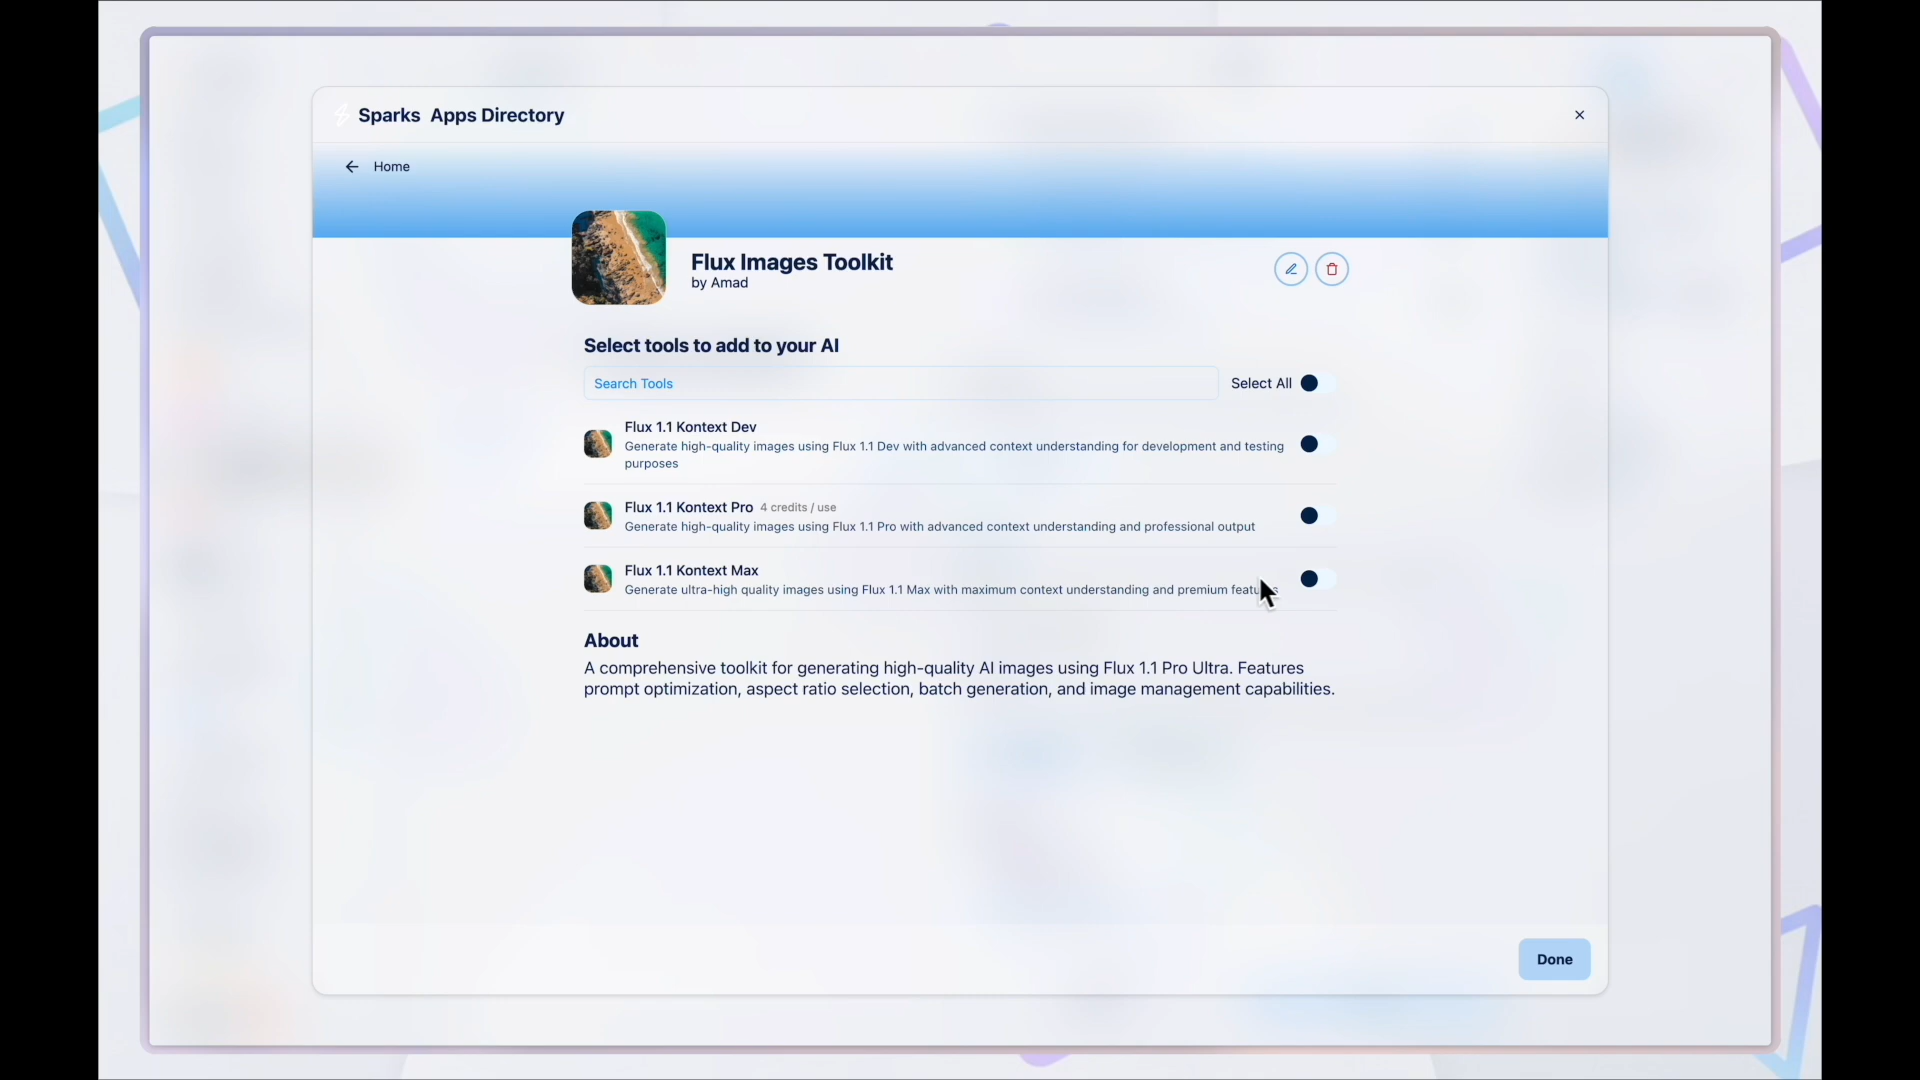 Sparks Apps Directory
Home
Flux Images Toolkit
by Amad
Select tools to add to your AI
Search Tools
Select All
Flux 1.1 Kontext Dev
Generate high-quality images using Flux 1.1 Dev with advanced context understanding for development and testing
purposes
Flux 1.1 Kontext Pro 4 credits / use
Generate high-quality images using Flux 1.1 Pro with advanced context understanding and professional output
Flux 1.1 Kontext Max
Generate ultra-high quality images using Flux 1.1 Max with maximum context understanding and premium
About
A comprehensive toolkit for generating high-quality AI images using Flux 1.1 Pro Ultra. Features
prompt optimization, aspect ratio selection, batch generation, and image management capabilities.
Done